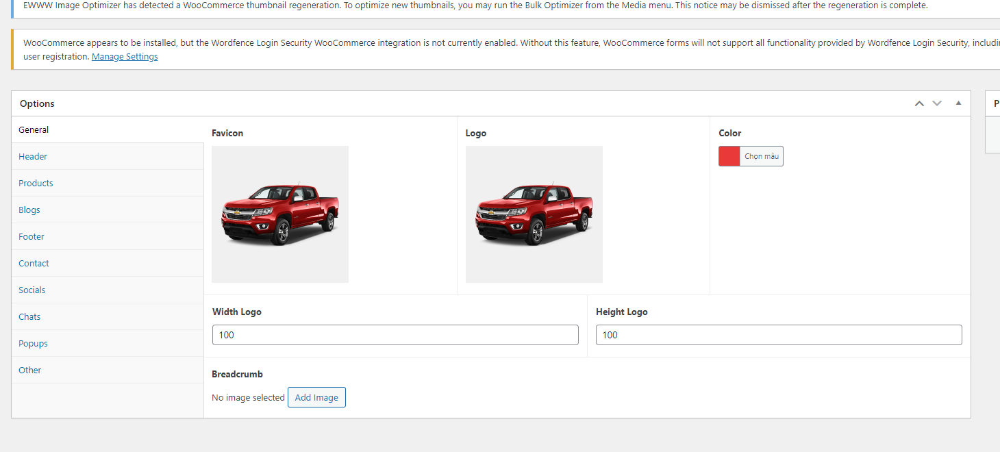 EWWW Image Optimizer has detected a WooCommerce thumbnail regeneration. To optimize new thumbnails, you may run the Bulk Optimizer from the Media menu. This notice may be dismissed after the regeneration is complete.
WooCommerce appears to be installed, but the Wordfence Login Security WooCommerce integration is not currently enabled. Without this feature, WooCommerce forms will not support all functionality provided by Wordfence Login Security,
user registration. Manage Settings
Options
P
General
Header
Products
Blogs
Footer
Contact
Socials
Chats
Popups
Other
Favicon
Logo
Color
Chọn màu
Width Logo
Height Logo
100
100
Breadcrumb
No image selected
Add Image